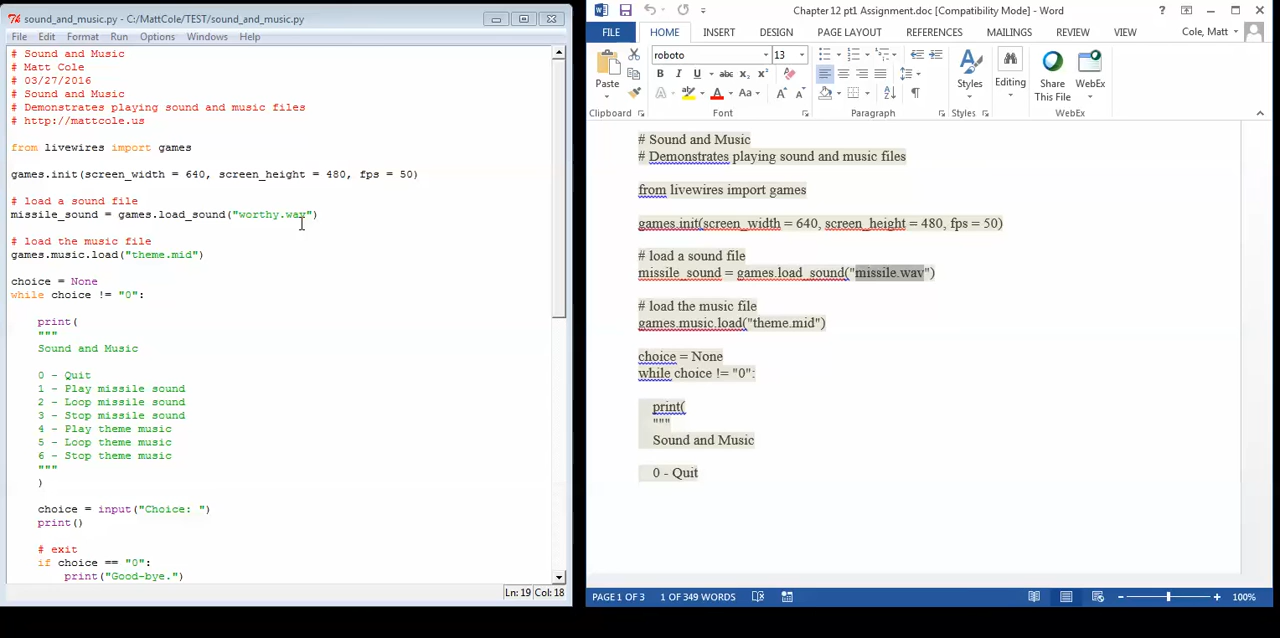 sound_and_music.py - C:/MattCole/TEST/sound_and_music.py
File Edit Format Run Options Windows Help
# Sound and Music
# Matt Cole
# 03/27/2016
# Sound and Music
# Demonstrates playing sound and music files
# http://mattcole.us
from livewires import games
games.init(screen_width = 640, screen_height = 480, fps = 50)
# load a sound file
missile_sound = games.load_sound("worthy.wav")
# load the music file
games.music.load("theme.mid")
choice = None
while choice != "0":
print(
"""
Sound and Music
0 - Quit
1 - Play missile sound
2 - Loop missile sound
3 - Stop missile sound
4 - Play theme music
5 - Loop theme music
6 - Stop theme music
"""
)
choice = input("Choice: ")
print()
# exit
if choice == "0":
print("Good-bye.")
Ln: 19 Col: 18
Chapter 12 pt1 Assignment.doc [Compatibility Mode] - Word
FILE HOME INSERT DESIGN PAGE LAYOUT REFERENCES MAILINGS REVIEW VIEW Cole, Matt
roboto 13
Paste B I U abc x₂ x² Styles Editing Share This File WebEx
Aa A A
Clipboard Font Paragraph Styles WebEx
# Sound and Music
# Demonstrates playing sound and music files
from livewires import games
games.init(screen_width = 640, screen_height = 480, fps = 50)
# load a sound file
missile_sound = games.load_sound("missile.wav")
# load the music file
games.music.load("theme.mid")
choice = None
while choice != "0":
print(
"""
Sound and Music
0 - Quit
PAGE 1 OF 3 1 OF 349 WORDS 100%